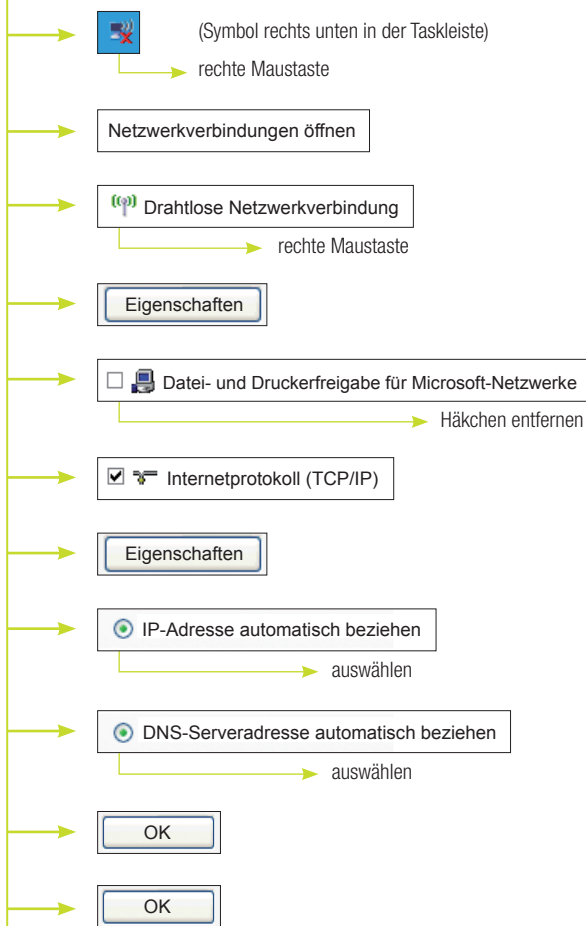 (Symbol rechts unten in der Taskleiste)
rechte Maustaste
Netzwerkverbindungen öffnen
Drahtlose Netzwerkverbindung
rechte Maustaste
Eigenschaften
Datei- und Druckerfreigabe für Microsoft-Netzwerke
Häkchen entfernen
Internetprotokoll (TCP/IP)
Eigenschaften
IP-Adresse automatisch beziehen
auswählen
DNS-Serveradresse automatisch beziehen
auswählen
OK
OK